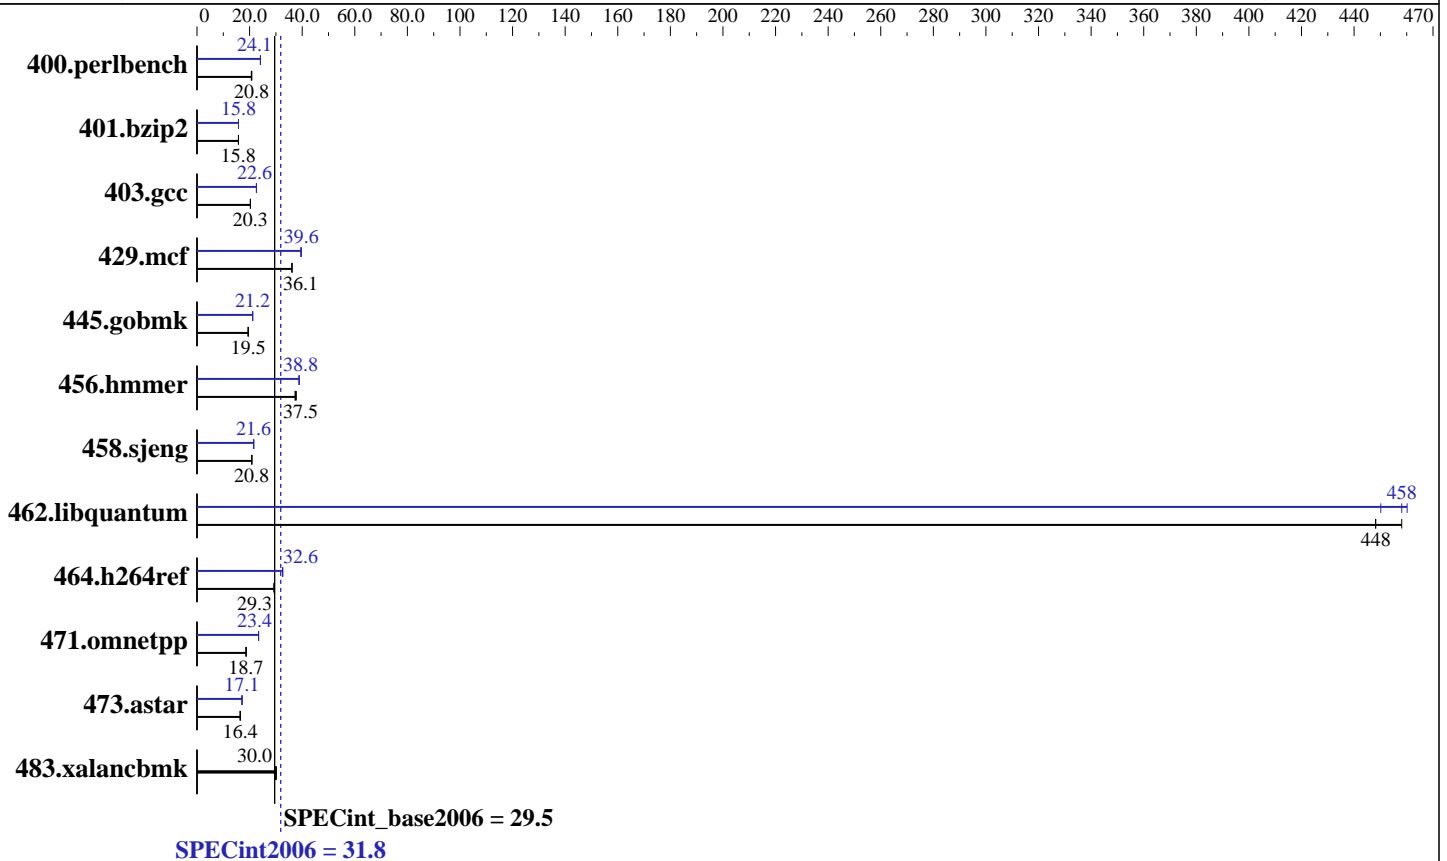 0 20.0 40.0 60.0 80.0 100 120 140 160 180 200 220 240 260 280 300 320 340 360 380 400 420 440 470
24.1
400.perlbench
20.8
15.8
401.bzip2
15.8
22.6
403.gcc
20.3
39.6
429.mcf
36.1
21.2
445.gobmk
19.5
38.8
456.hmmer
37.5
21.6
458.sjeng
20.8
458
462.libquantum
448
32.6
464.h264ref
29.3
23.4
471.omnetpp
18.7
17.1
473.astar
16.4
30.0
483.xalancbmk
SPECint_base2006 = 29.5
SPECint2006 = 31.8